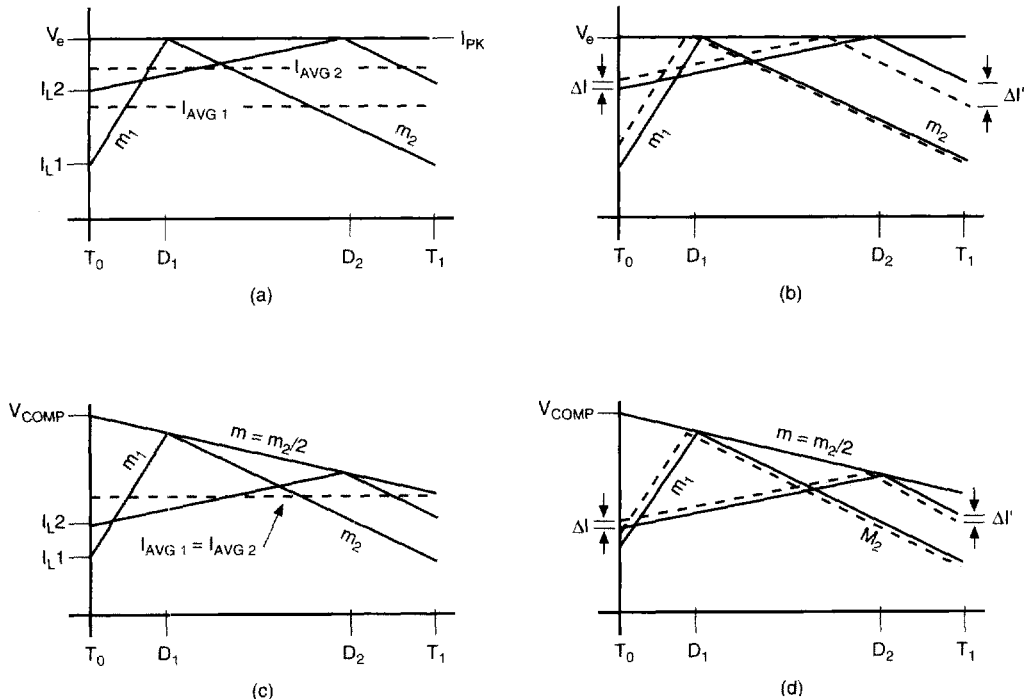 V_e
I_PK
I_AVG 2
I_L2
I_AVG 1
m_1
m_2
I_L1
T_0 D_1 D_2 T_1
(a)
V_e
ΔI
ΔI'
m_1
m_2
T_0 D_1 D_2 T_1
(b)
V_COMP
m = m_2/2
m_1
I_L2
I_AVG 1 = I_AVG 2
m_2
I_L1
T_0 D_1 D_2 T_1
(c)
V_COMP
m = m_2/2
m_1
ΔI
ΔI'
M_2
T_0 D_1 D_2 T_1
(d)